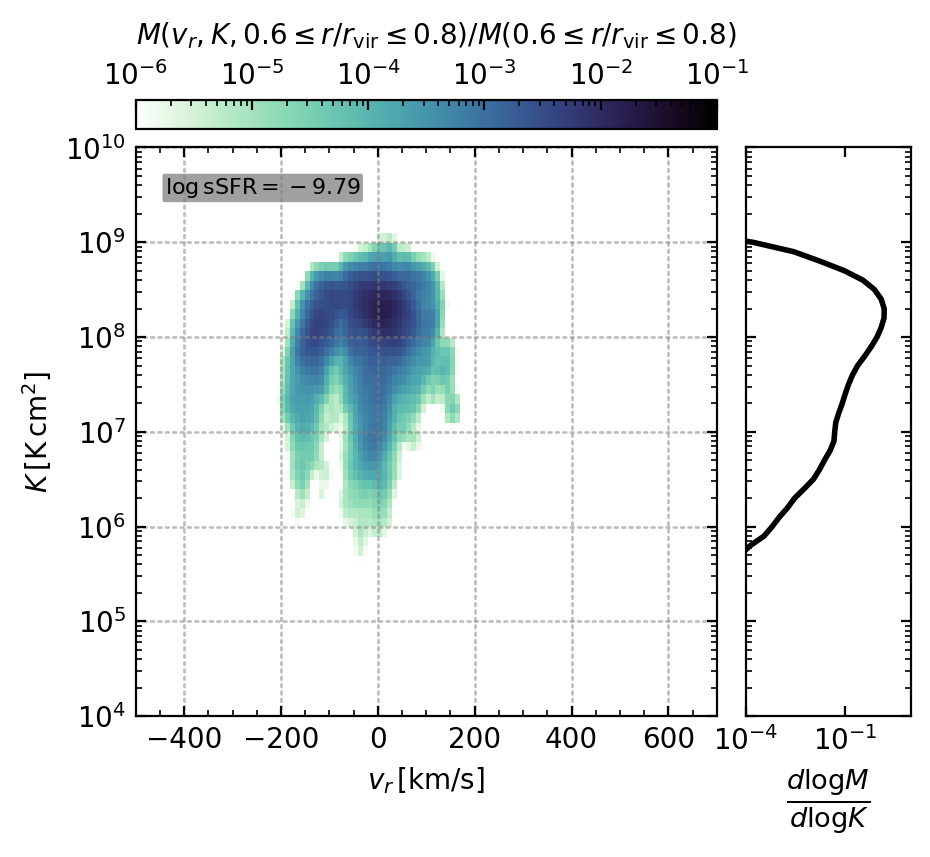 M(v_r, K, 0.6 ≤ r/r_vir ≤ 0.8)/M(0.6 ≤ r/r_vir ≤ 0.8)
10^−6 10^−5 10^−4 10^−3 10^−2 10^−1
10^10
log sSFR = −9.79
10^9
10^8
K [K cm^2]
10^7
10^6
10^5
10^4
−400 −200 0 200 400 600 10^−4 10^−1
v_r [km/s]
dlogM
dlogK